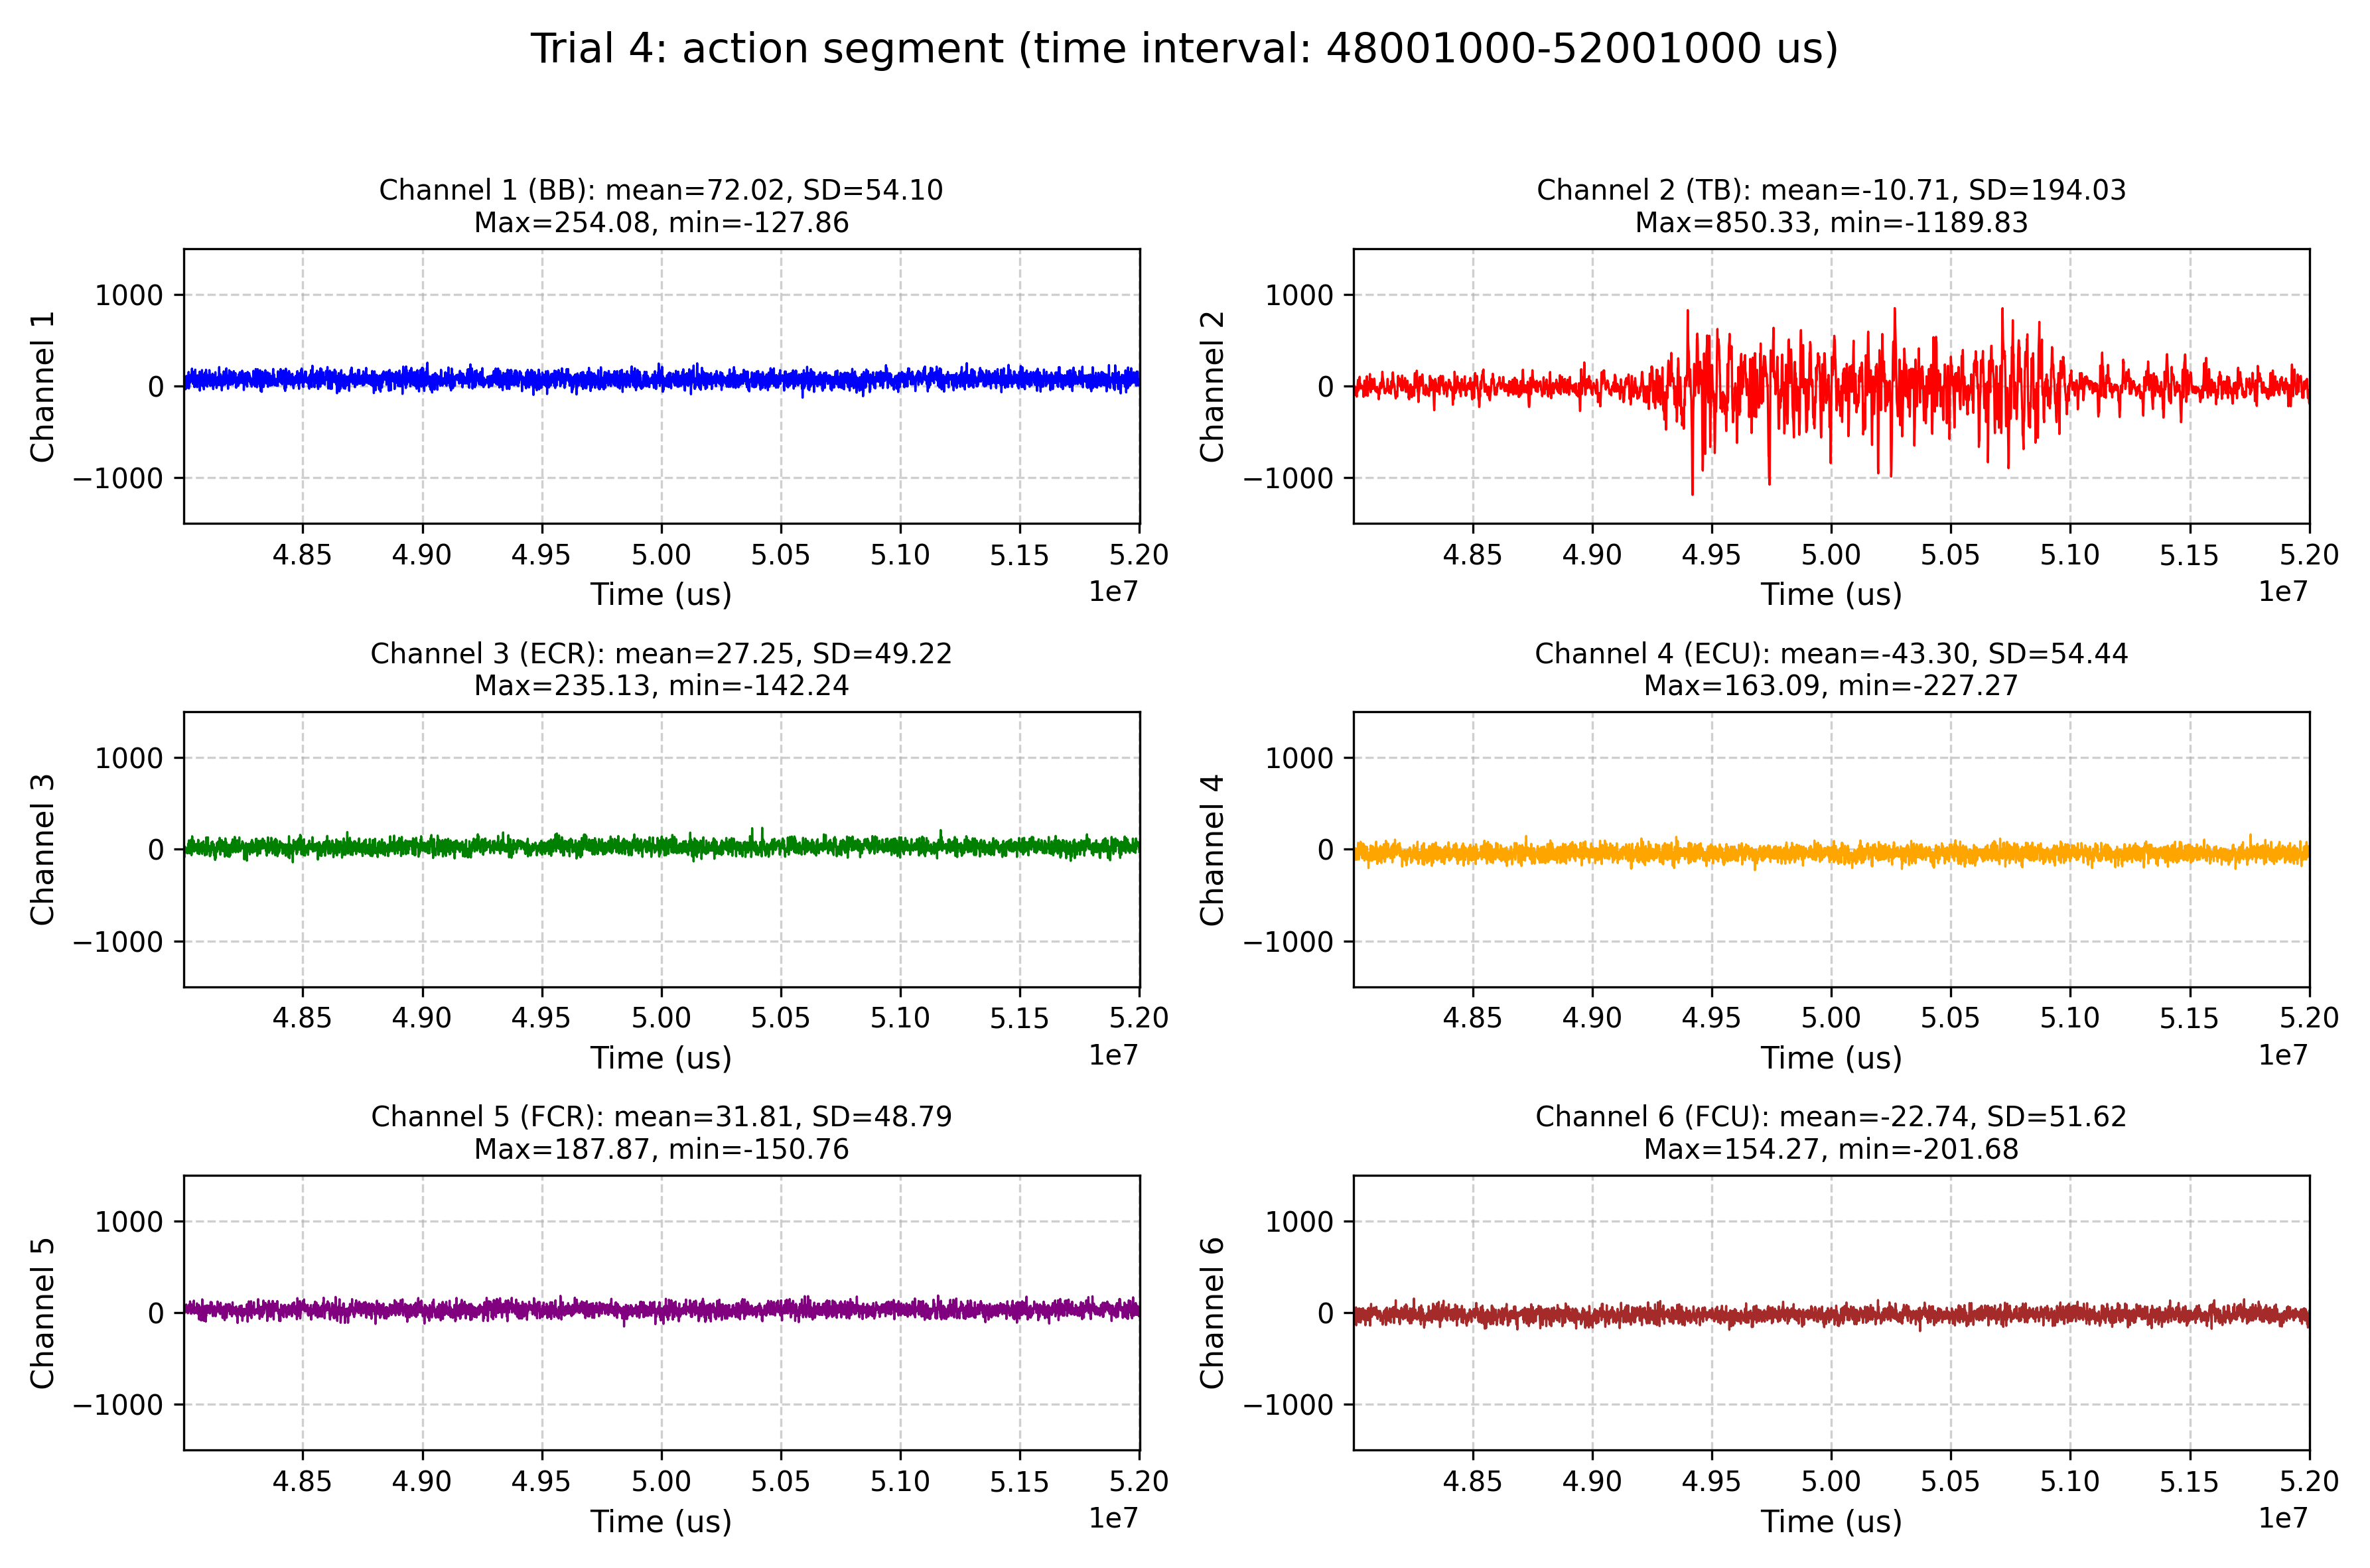 Trial 4: action segment (time interval: 48001000-52001000 us)
Channel 1 (BB): mean=72.02, SD=54.10
Max=254.08, min=-127.86
1000
0
−1000
Channel 1
4.85 4.90 4.95 5.00 5.05 5.10 5.15 5.20
1e7
Time (us)
Channel 2 (TB): mean=-10.71, SD=194.03
Max=850.33, min=-1189.83
1000
0
−1000
Channel 2
4.85 4.90 4.95 5.00 5.05 5.10 5.15 5.20
1e7
Time (us)
Channel 3 (ECR): mean=27.25, SD=49.22
Max=235.13, min=-142.24
1000
0
−1000
Channel 3
4.85 4.90 4.95 5.00 5.05 5.10 5.15 5.20
1e7
Time (us)
Channel 4 (ECU): mean=-43.30, SD=54.44
Max=163.09, min=-227.27
1000
0
−1000
Channel 4
4.85 4.90 4.95 5.00 5.05 5.10 5.15 5.20
1e7
Time (us)
Channel 5 (FCR): mean=31.81, SD=48.79
Max=187.87, min=-150.76
1000
0
−1000
Channel 5
4.85 4.90 4.95 5.00 5.05 5.10 5.15 5.20
1e7
Time (us)
Channel 6 (FCU): mean=-22.74, SD=51.62
Max=154.27, min=-201.68
1000
0
−1000
Channel 6
4.85 4.90 4.95 5.00 5.05 5.10 5.15 5.20
1e7
Time (us)